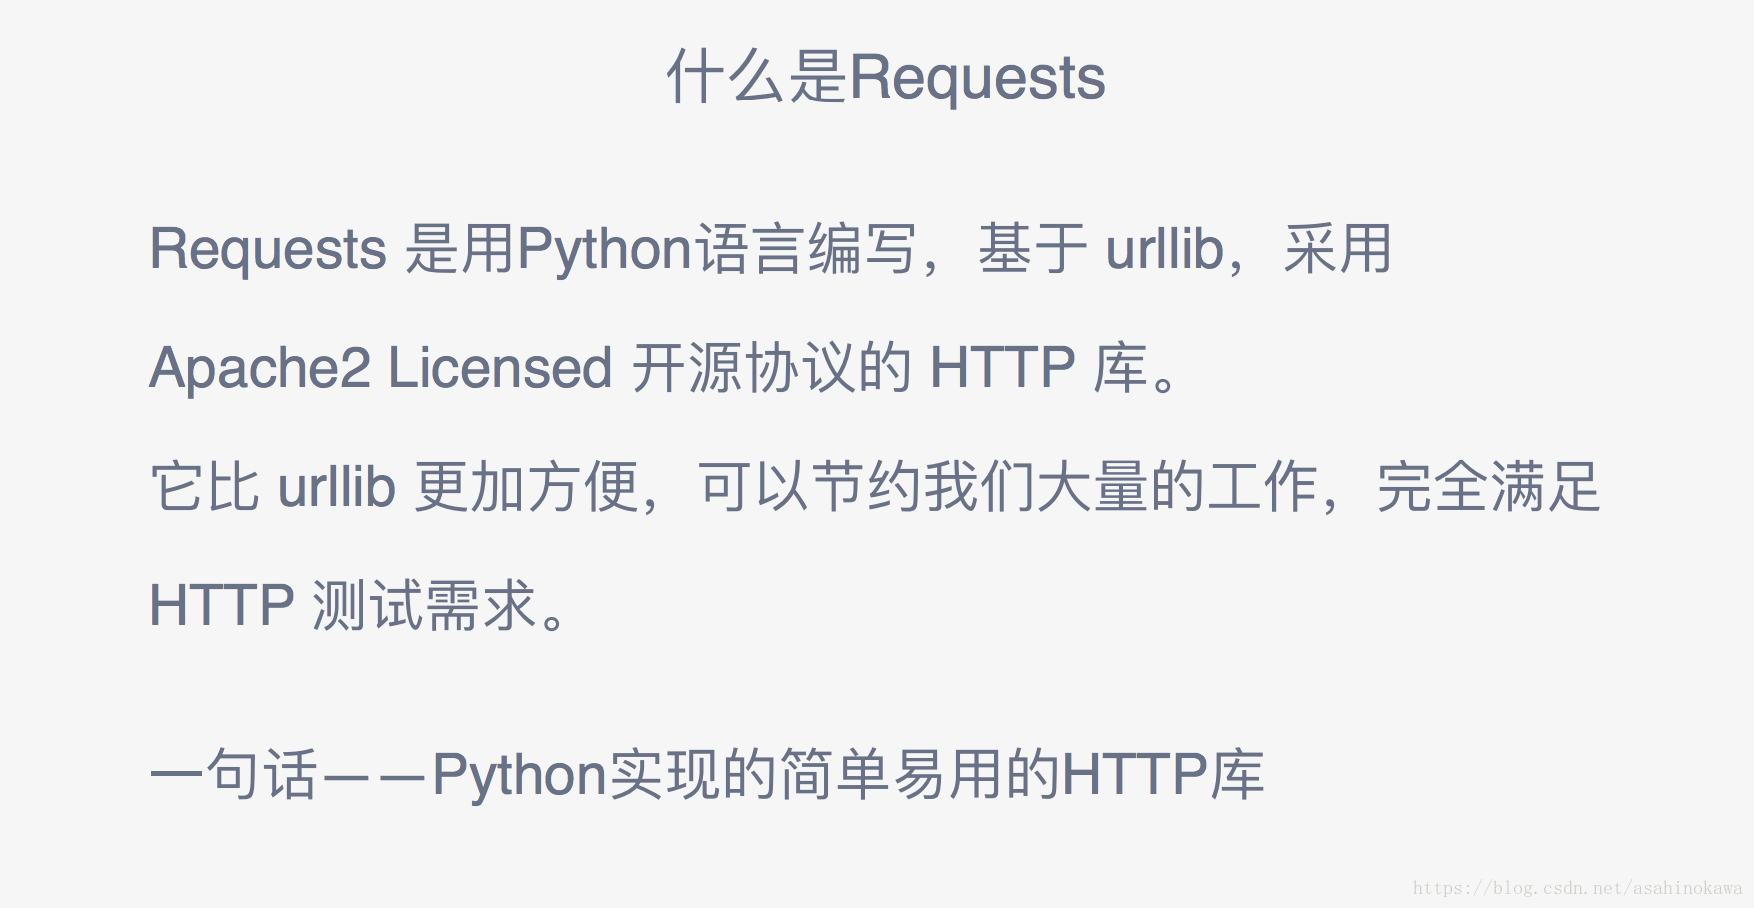 什么是Requests
Requests 是用Python语言编写，基于 urllib，采用
Apache2 Licensed 开源协议的 HTTP 库。
它比 urllib 更加方便，可以节约我们大量的工作，完全满足
HTTP 测试需求。
一句话——Python实现的简单易用的HTTP库
https://blog.csdn.net/asahinokawa